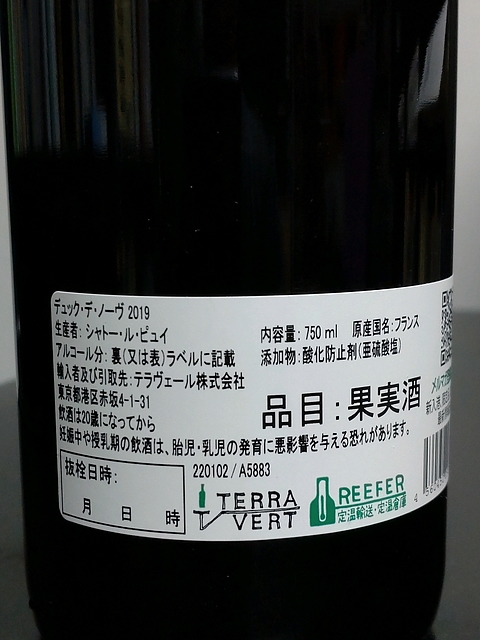 デュック・デ・ノーヴ 2019
生産者: シャトー・ル・ピュイ
アルコール分: 裏(又は表)ラベルに記載
輸入者及び引取先: テラヴェール株式会社
東京都港区赤坂4-1-31
飲酒は20歳になってから
妊娠中や授乳期の飲酒は、胎児・乳児の発育に悪影響を与える恐れがあります。
内容量: 750 ml 原産国名: フランス
添加物: 酸化防止剤(亜硫酸塩)
品目:果実酒
220102 / A5883
抜栓日時:
月 日 時
TERRA
VERT
REEFER
定温輸送・定温倉庫
メルマガ